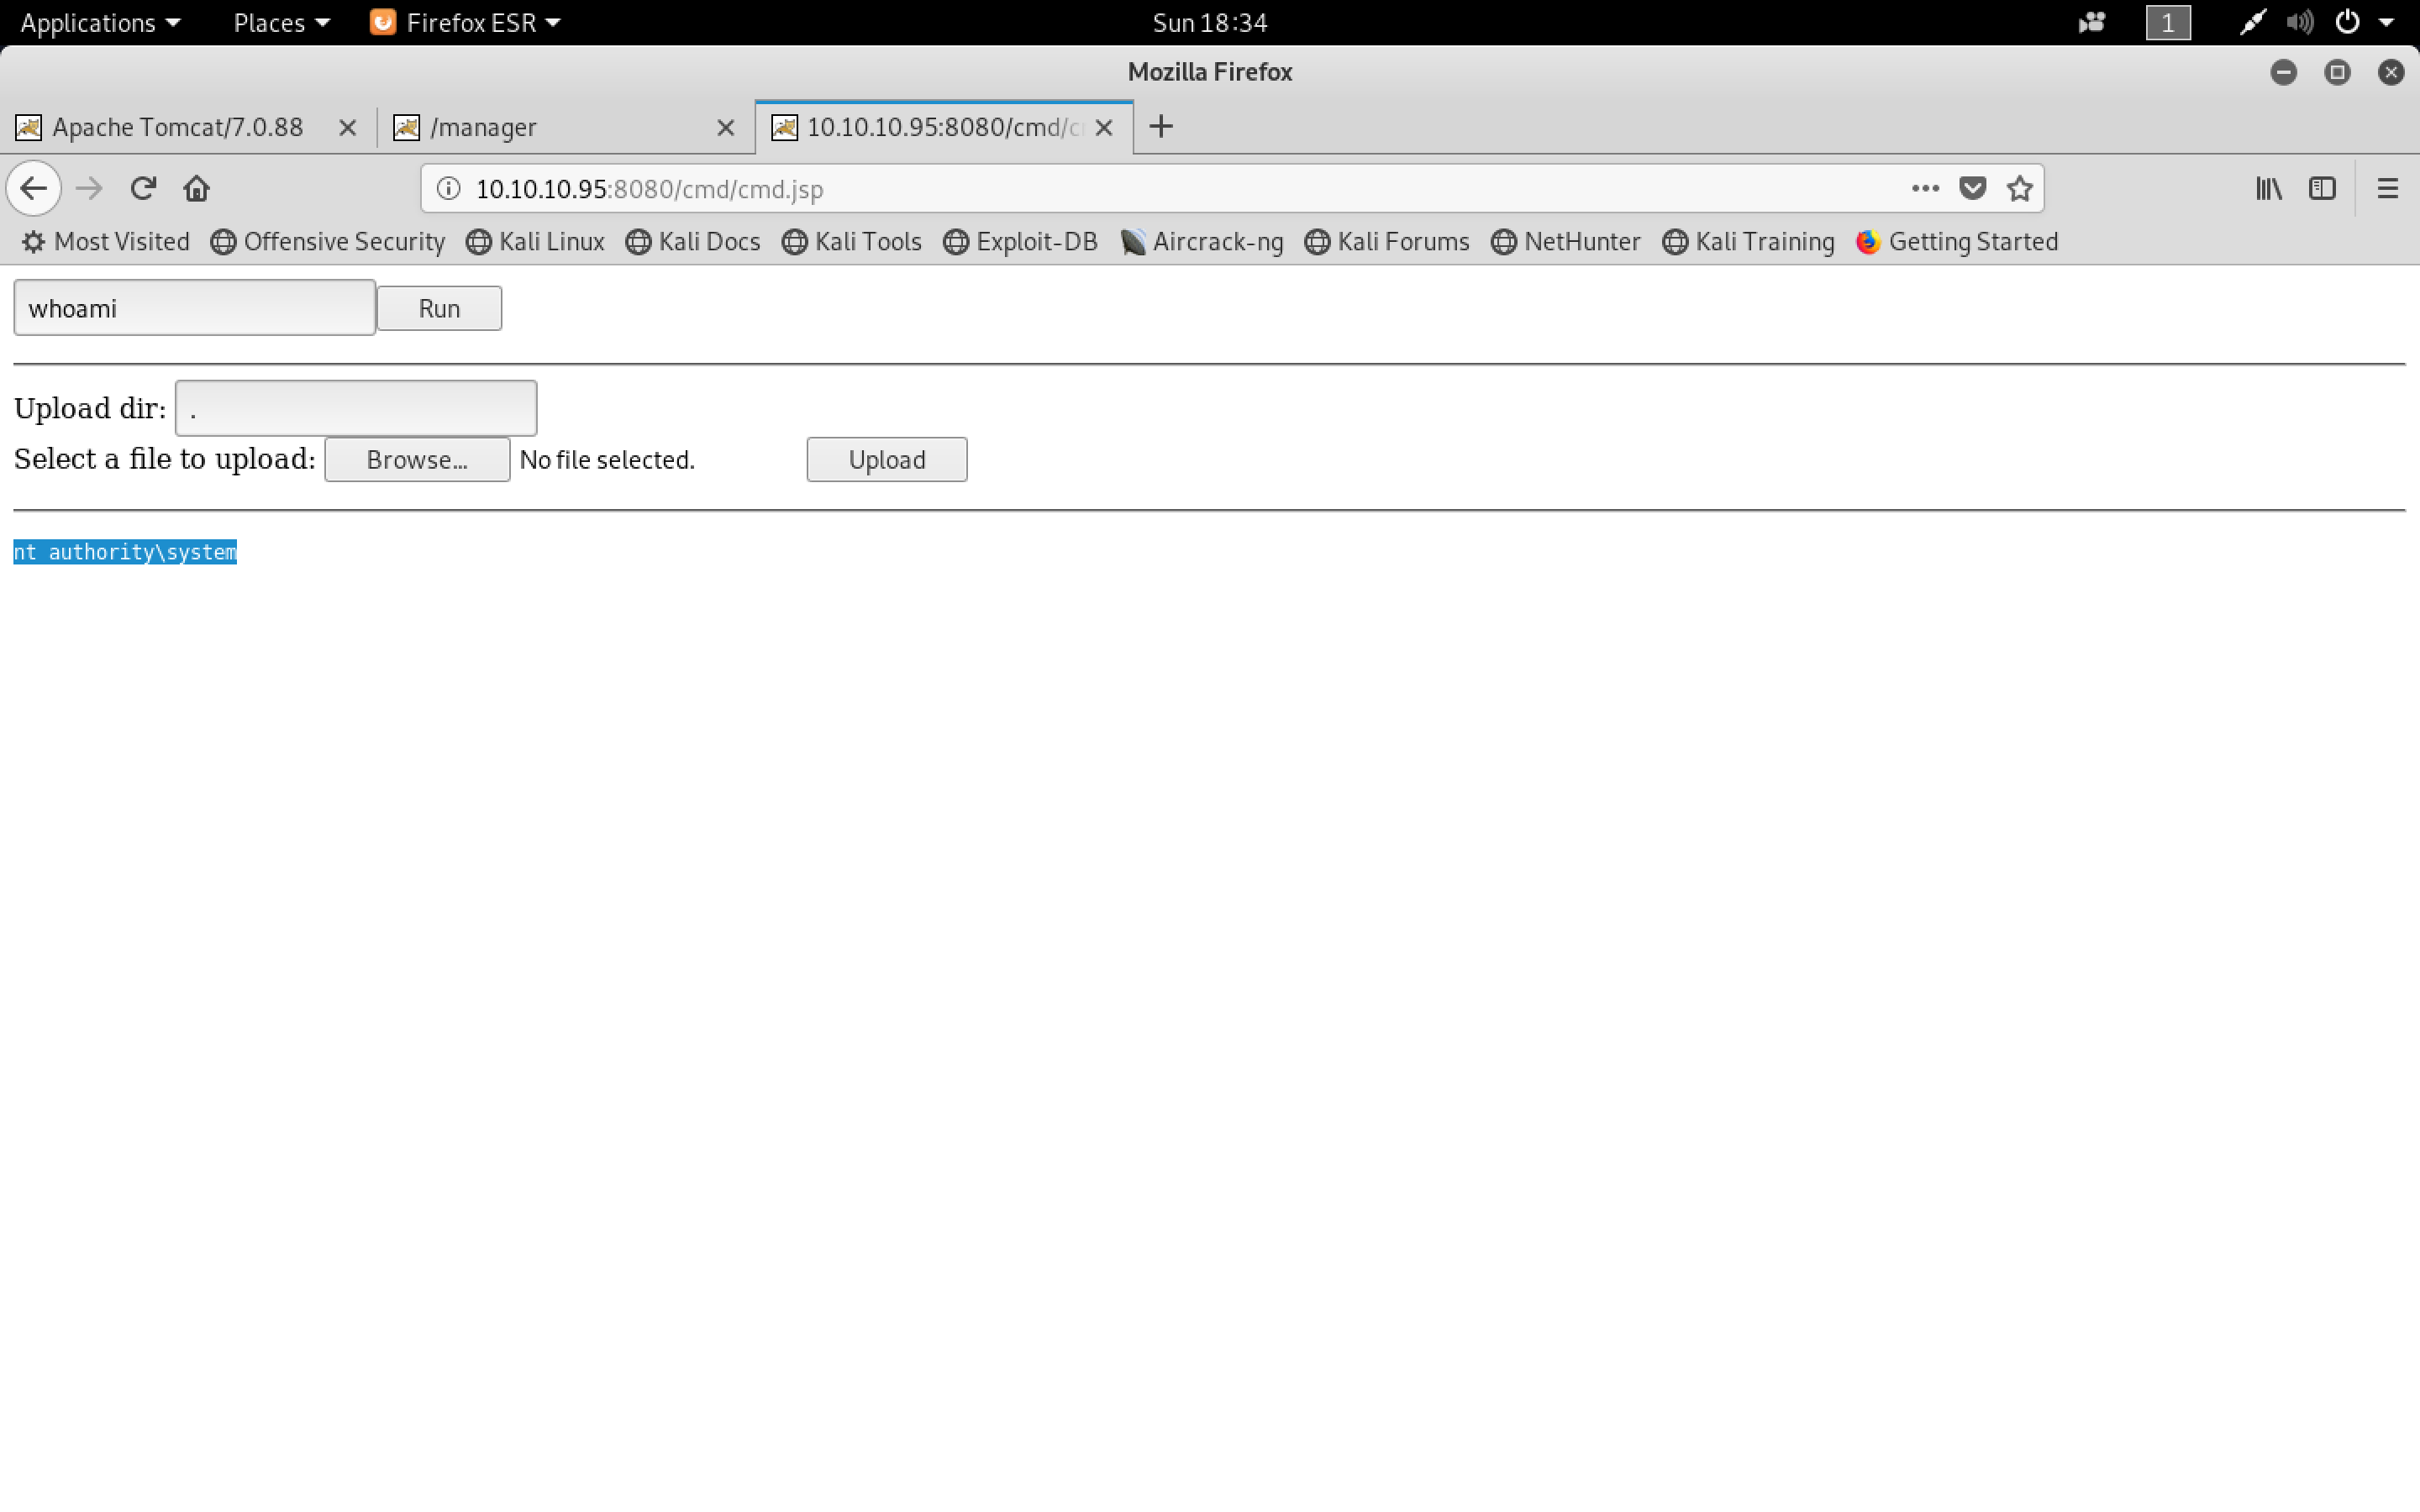 Applications Places Firefox ESR Sun 18:34 1
Mozilla Firefox
Apache Tomcat/7.0.88 /manager 10.10.10.95:8080/cmd/c
10.10.10.95:8080/cmd/cmd.jsp
Most Visited Offensive Security Kali Linux Kali Docs Kali Tools Exploit-DB Aircrack-ng Kali Forums NetHunter Kali Training Getting Started
whoami Run
Upload dir: .
Select a file to upload: Browse... No file selected. Upload
nt authority\system